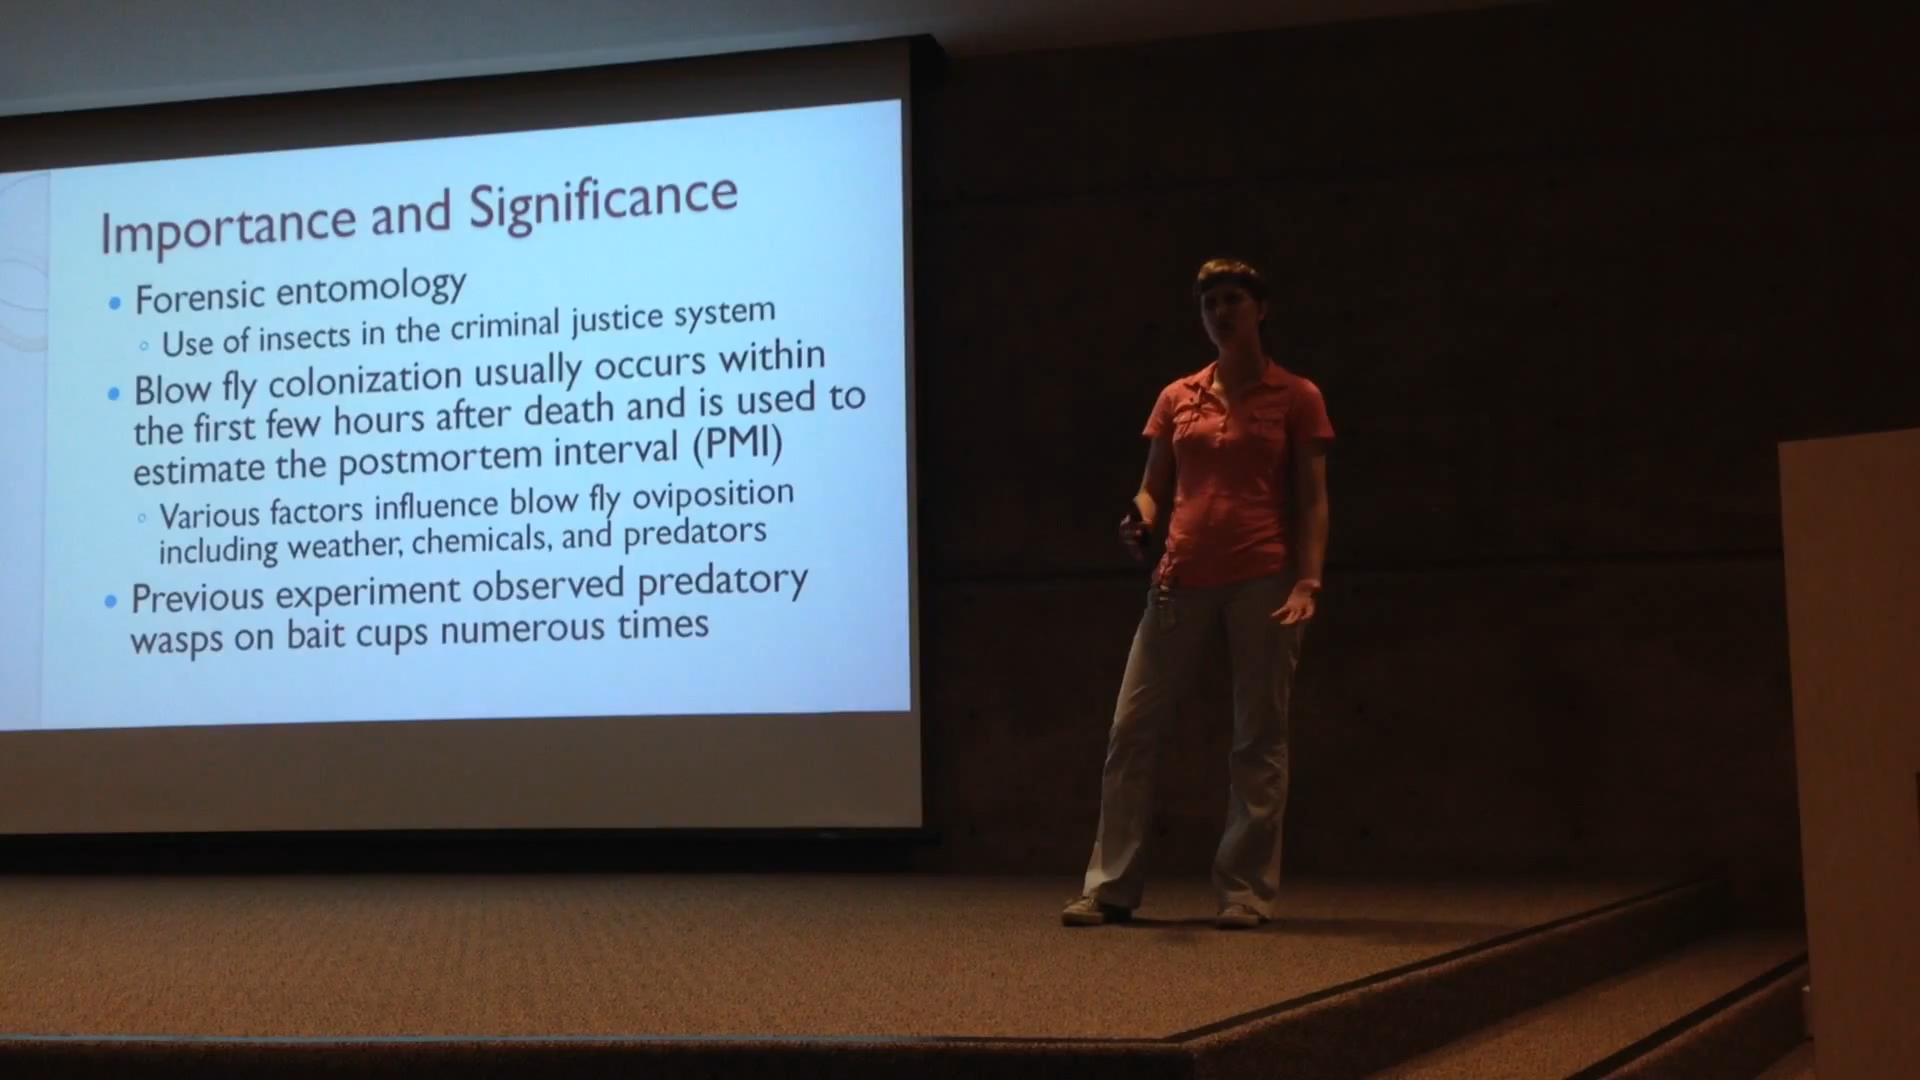 Importance and Significance
Forensic entomology
Use of insects in the criminal justice system
Blow fly colonization usually occurs within
the first few hours after death and is used to
estimate the postmortem interval (PMI)
Various factors influence blow fly oviposition
including weather, chemicals, and predators
Previous experiment observed predatory
wasps on bait cups numerous times